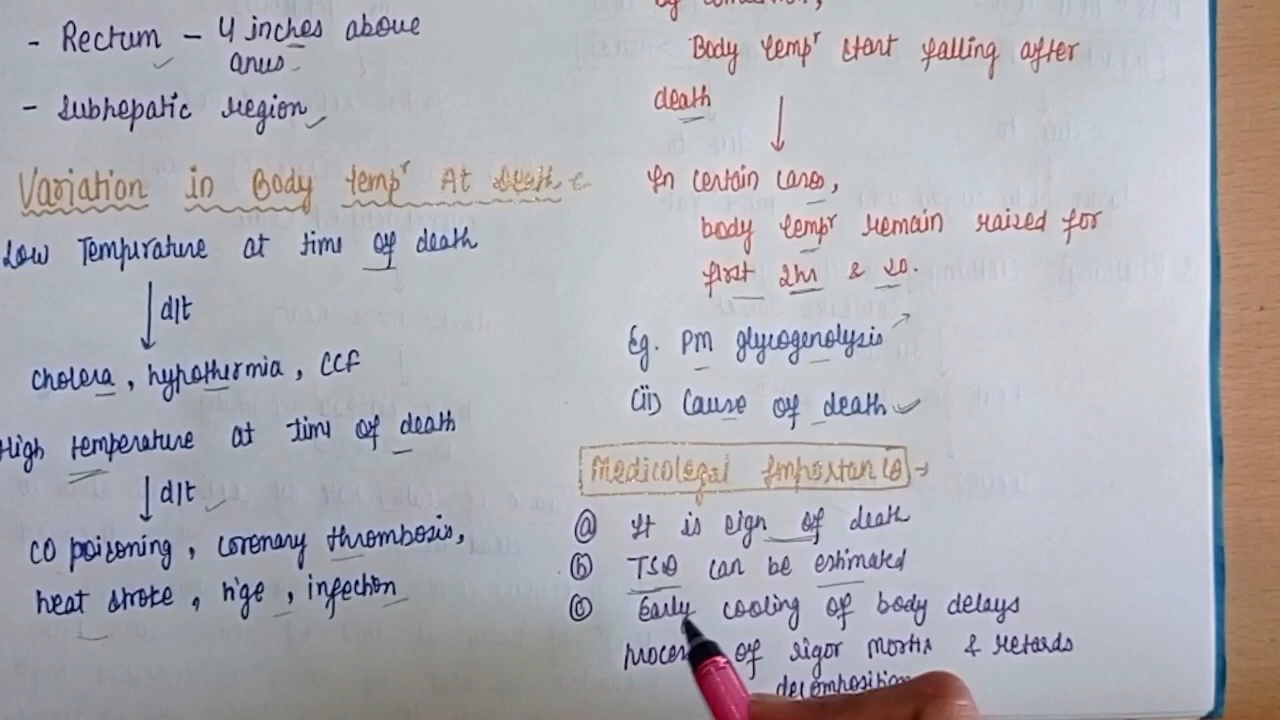 - Rectum - 4 inches above
anus
- Subhepatic region
Variation in Body tempr At death
Low Temperature at time of death
d/t
cholera, hypothermia, CCF
High temperature at time of death
d/t
CO poisoning, coronary thrombosis,
heat stroke, infection
Body tempr start falling after
death
In certain cases,
body tempr remain raised for
first 2hr &
Eg. PM glycogenolysis
(ii) Cause of death
Medicolegal Importance
(a) It is sign of death
(b) TSD can be estimated
(c) Early cooling of body delays
of rigor mortis & retards
decomposition